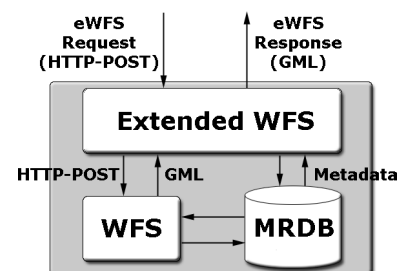 eWFS
Request
(HTTP-POST)
eWFS
Response
(GML)
Extended WFS
HTTP-POST
GML
Metadata
WFS
MRDB